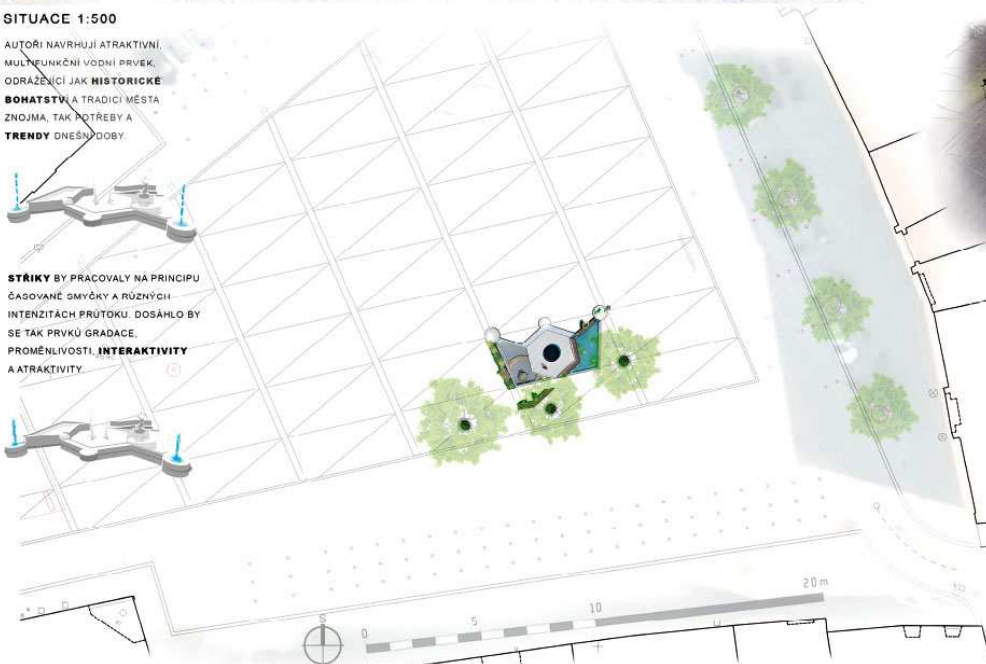 SITUACE 1:500
AUTOŘI NAVRHUJÍ ATRAKTIVNÍ,
MULTIFUNKČNÍ VODNÍ PRVEK,
ODRÁŽEJÍCÍ JAK HISTORICKÉ
BOHATSTVÍ A TRADICI MĚSTA
ZNOJMA, TAK POTŘEBY A
TRENDY DNEŠNÍ DOBY.
STŘIKY BY PRACOVALY NA PRINCIPU
ČASOVANÉ SMYČKY A RŮZNÝCH
INTENZITÁCH PRŮTOKU. DOSÁHLO BY
SE TAK PRVKŮ GRADACE,
PROMĚNLIVOSTI, INTERAKTIVITY
A ATRAKTIVITY.
S
0
5
10
20 m